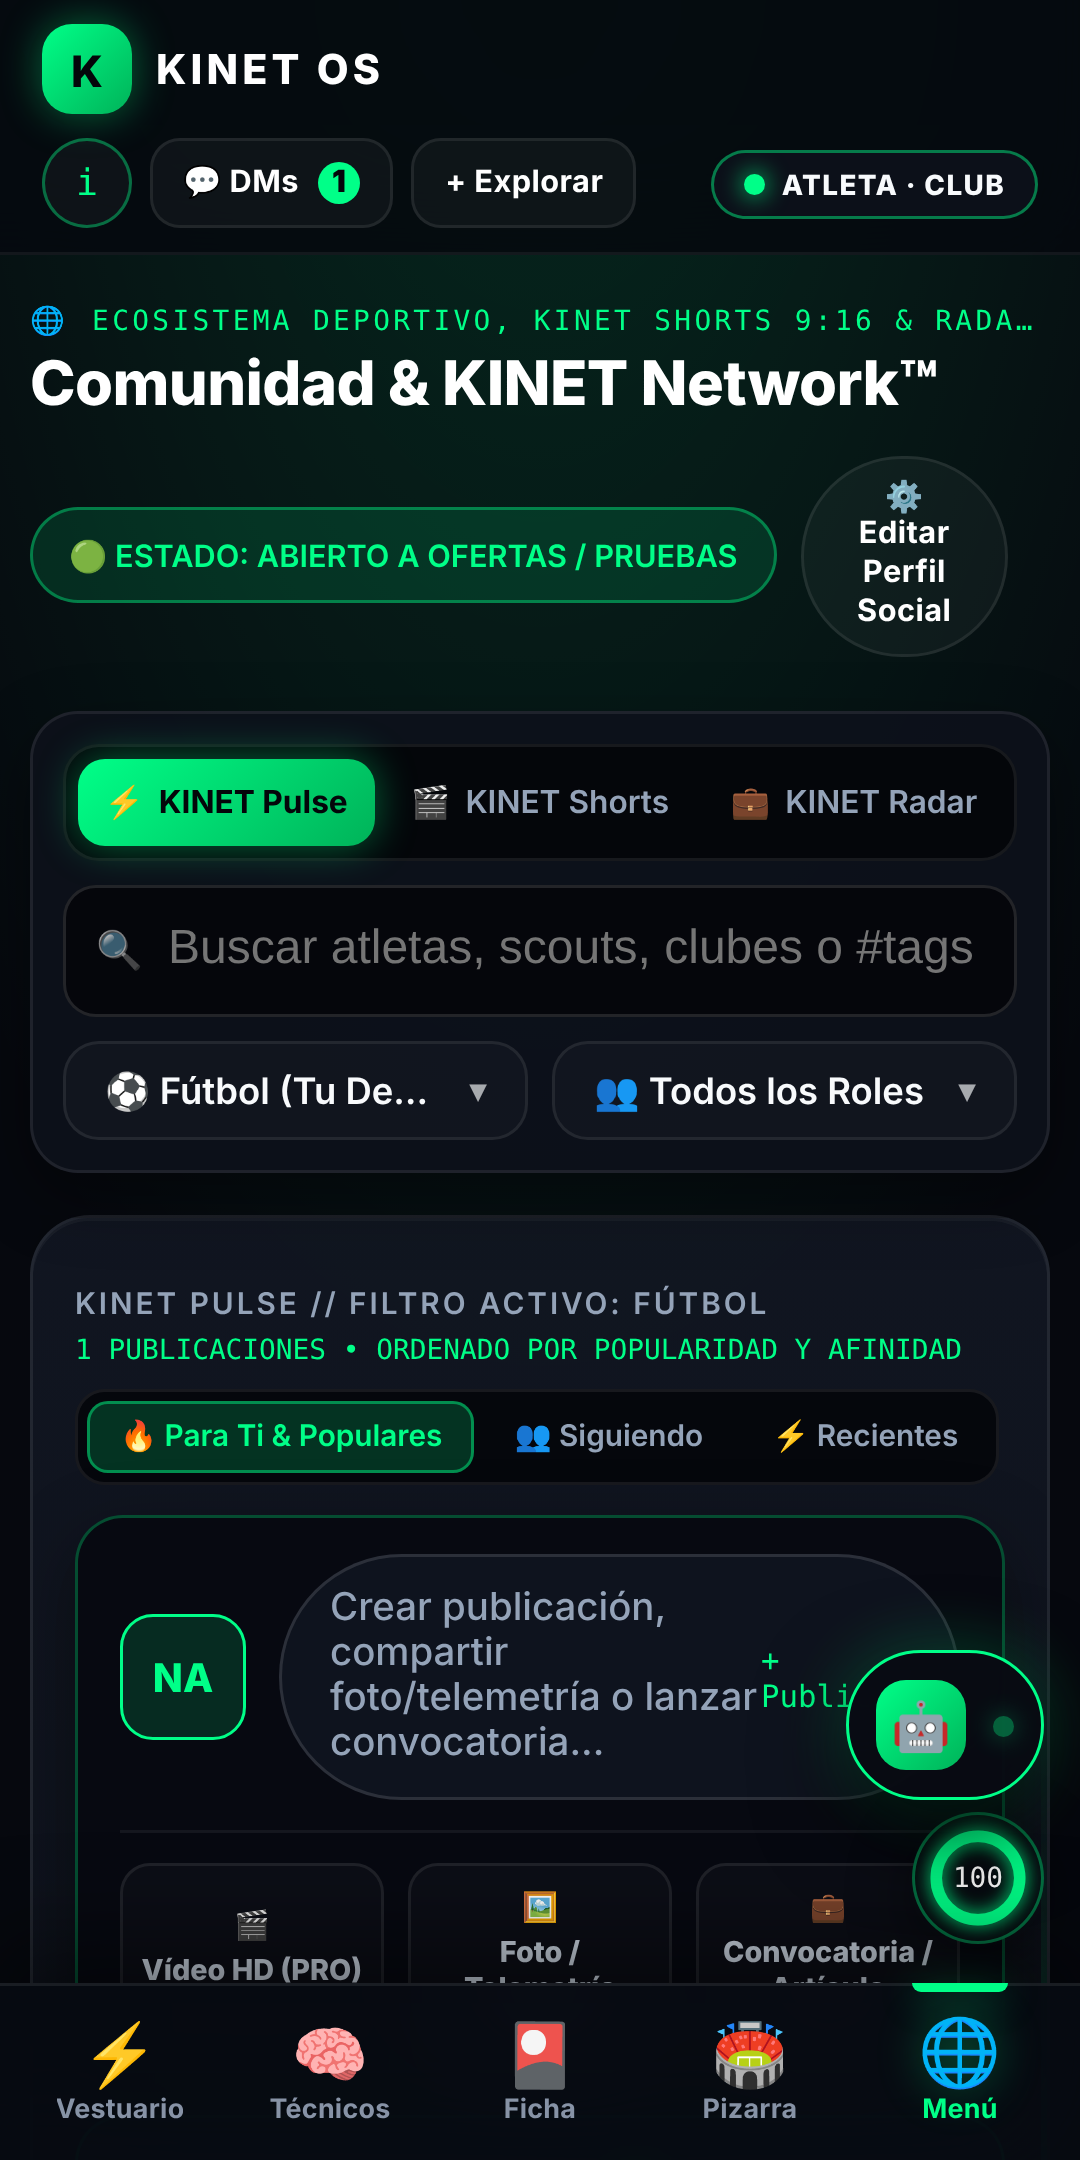 K KINET OS
i DMs 1 + Explorar ATLETA · CLUB
ECOSISTEMA DEPORTIVO, KINET SHORTS 9:16 & RADA…
Comunidad & KINET Network™
ESTADO: ABIERTO A OFERTAS / PRUEBAS
Editar
Perfil
Social
KINET Pulse KINET Shorts KINET Radar
Buscar atletas, scouts, clubes o #tags
Fútbol (Tu De... ▼ Todos los Roles ▼
KINET PULSE // FILTRO ACTIVO: FÚTBOL
1 PUBLICACIONES • ORDENADO POR POPULARIDAD Y AFINIDAD
Para Ti & Populares Siguiendo Recientes
NA
Crear publicación,
compartir
foto/telemetría o lanzar
convocatoria...
+
Publi
100
Vídeo HD (PRO)
Foto /
Telemetría
Convocatoria /
Artículo
Vestuario Técnicos Ficha Pizarra Menú